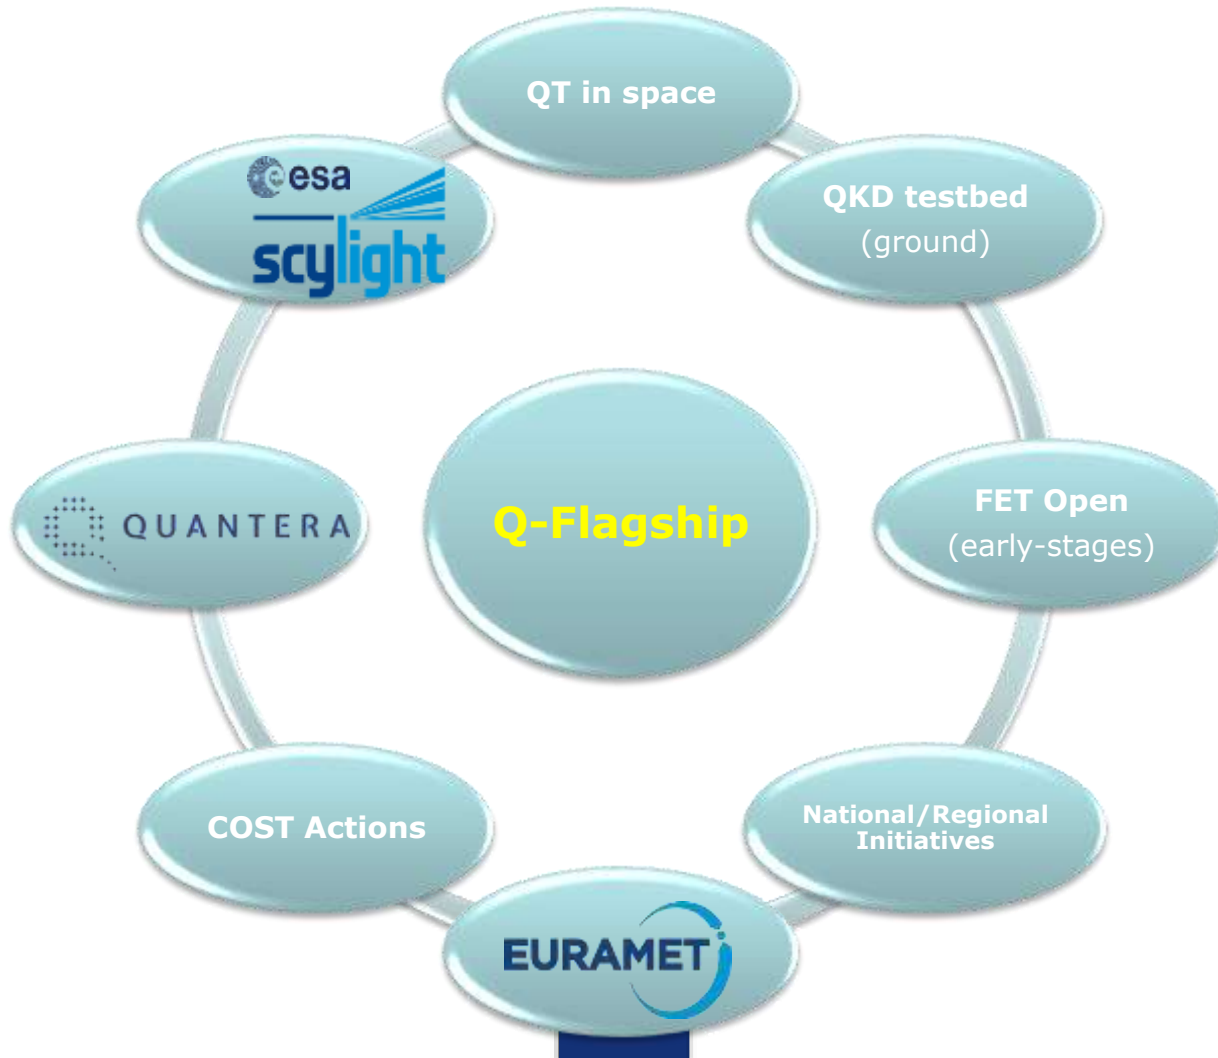 QT in space
esa
scylight
QKD testbed
(ground)
QUANTERA
Q-Flagship
FET Open
(early-stages)
COST Actions
National/Regional
Initiatives
EURAMET